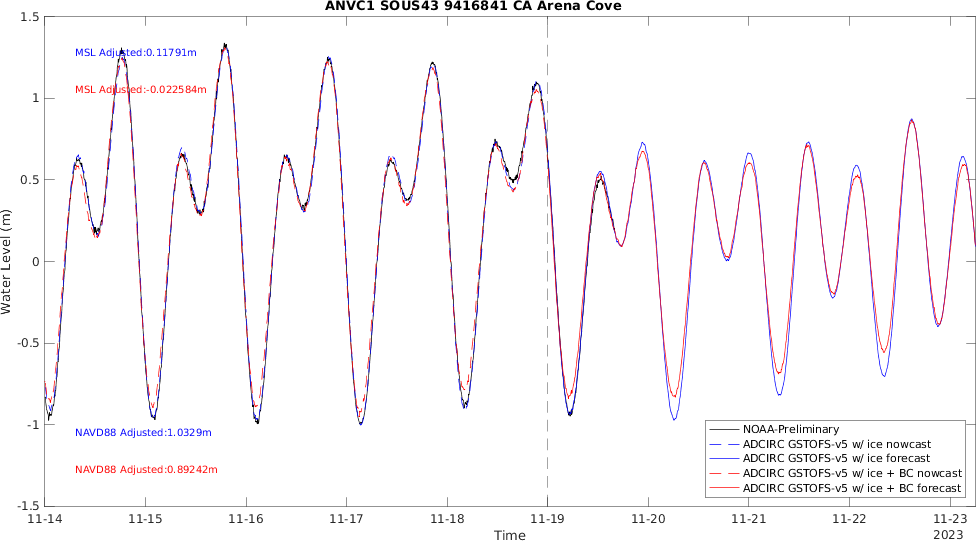 ANVC1 SOUS43 9416841 CA Arena Cove
1.5
1
0.5
0
-0.5
-1
-1.5
Water Level (m)
MSL Adjusted:0.11791m
MSL Adjusted:-0.022584m
NAVD88 Adjusted:1.0329m
NAVD88 Adjusted:0.89242m
NOAA-Preliminary
ADCIRC GSTOFS-v5 w/ ice nowcast
ADCIRC GSTOFS-v5 w/ ice forecast
ADCIRC GSTOFS-v5 w/ ice + BC nowcast
ADCIRC GSTOFS-v5 w/ ice + BC forecast
11-14 11-15 11-16 11-17 11-18 11-19 11-20 11-21 11-22 11-23
Time
2023